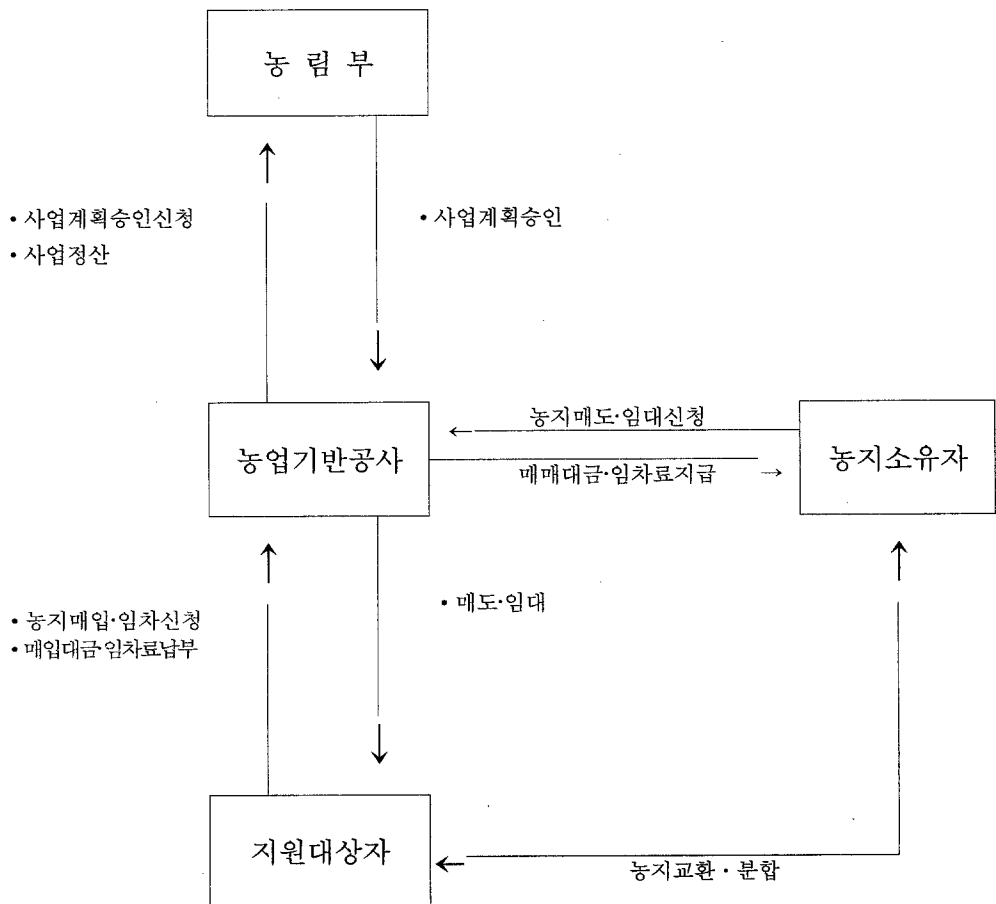 농 림 부
• 사업계획승인신청
• 사업정산
• 사업계획승인
농업기반공사
농지매도·임대신청
매매대금·임차료지급
농지소유자
• 농지매입·임차신청
• 매입대금·임차료납부
• 매도·임대
지원대상자
농지교환 · 분합